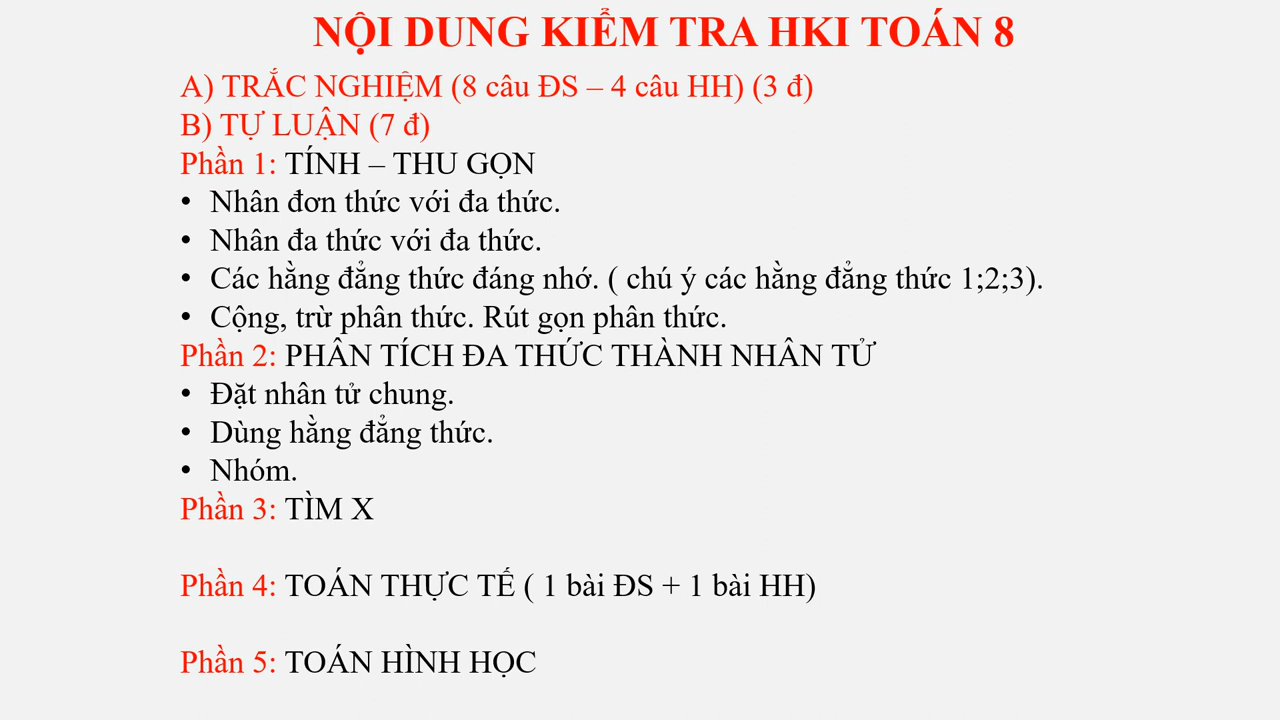 NỘI DUNG KIỂM TRA HKI TOÁN 8
A) TRẮC NGHIỆM (8 câu ĐS – 4 câu HH) (3 đ)
B) TỰ LUẬN (7 đ)
Phần 1: TÍNH – THU GỌN
• Nhân đơn thức với đa thức.
• Nhân đa thức với đa thức.
• Các hằng đẳng thức đáng nhớ. ( chú ý các hằng đẳng thức 1;2;3).
• Cộng, trừ phân thức. Rút gọn phân thức.
Phần 2: PHÂN TÍCH ĐA THỨC THÀNH NHÂN TỬ
• Đặt nhân tử chung.
• Dùng hằng đẳng thức.
• Nhóm.
Phần 3: TÌM X
Phần 4: TOÁN THỰC TẾ ( 1 bài ĐS + 1 bài HH)
Phần 5: TOÁN HÌNH HỌC